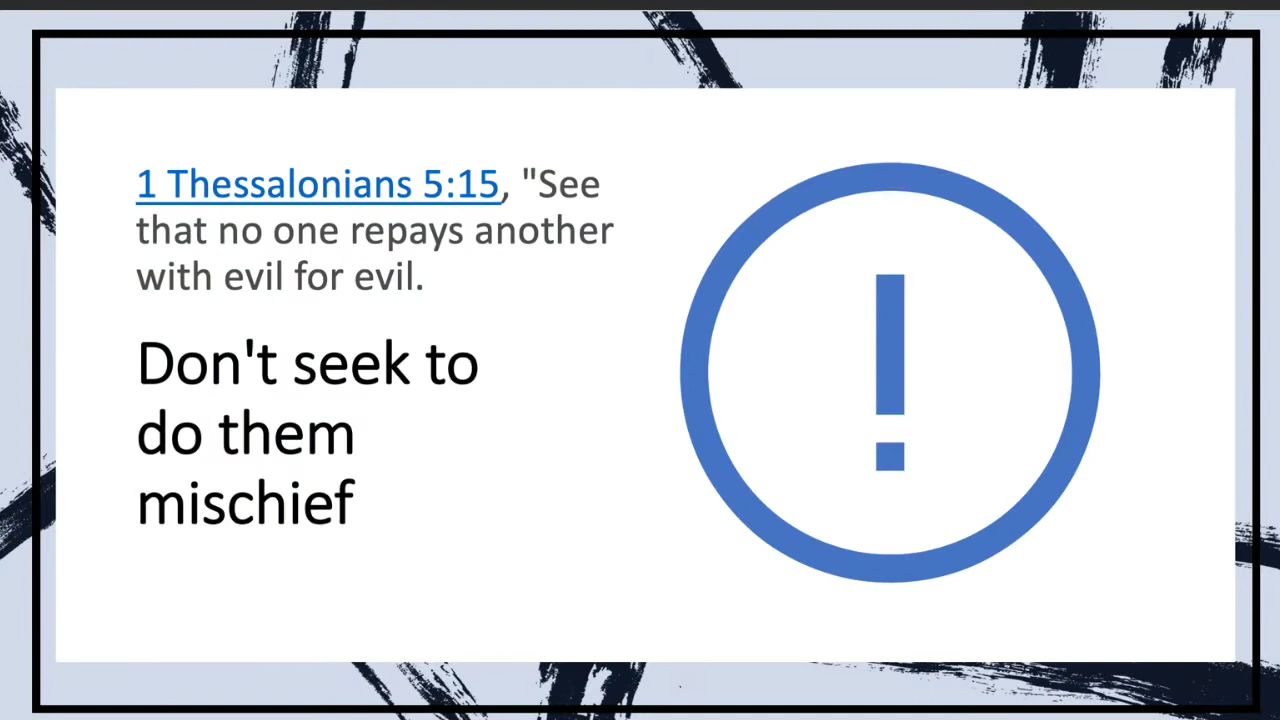 1 Thessalonians 5:15, "See
that no one repays another
with evil for evil.
Don't seek to
do them
mischief
!